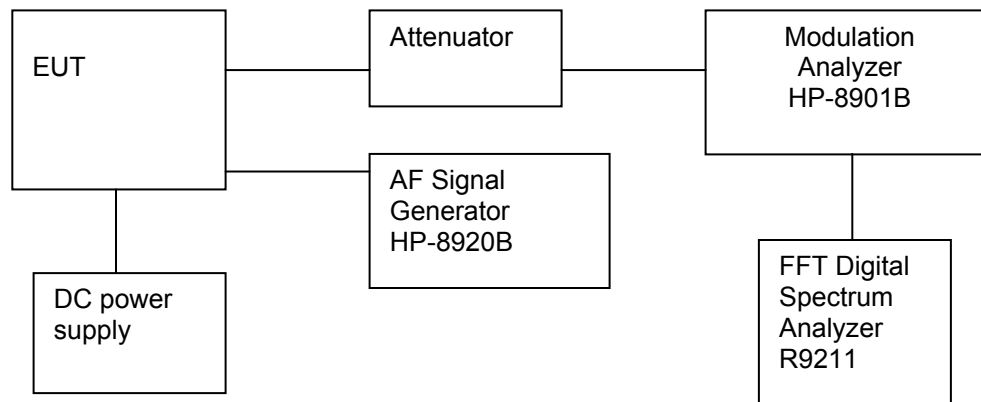 EUT
Attenuator
Modulation
Analyzer
HP-8901B
AF Signal
Generator
HP-8920B
DC power
supply
FFT Digital
Spectrum
Analyzer
R9211